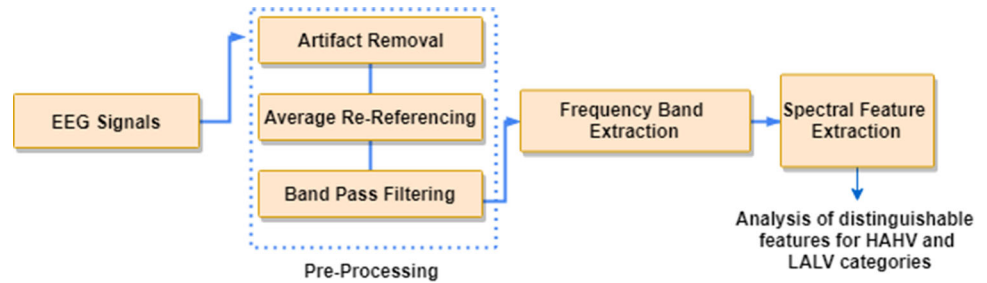 EEG Signals
Artifact Removal
Average Re-Referencing
Band Pass Filtering
Pre-Processing
Frequency Band
Extraction
Spectral Feature
Extraction
Analysis of distinguishable
features for HAHV and
LALV categories